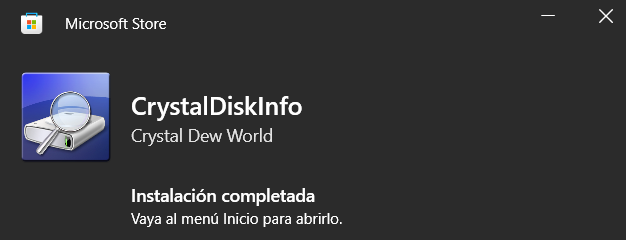 Microsoft Store
CrystalDiskInfo
Crystal Dew World
Instalación completada
Vaya al menú Inicio para abrirlo.